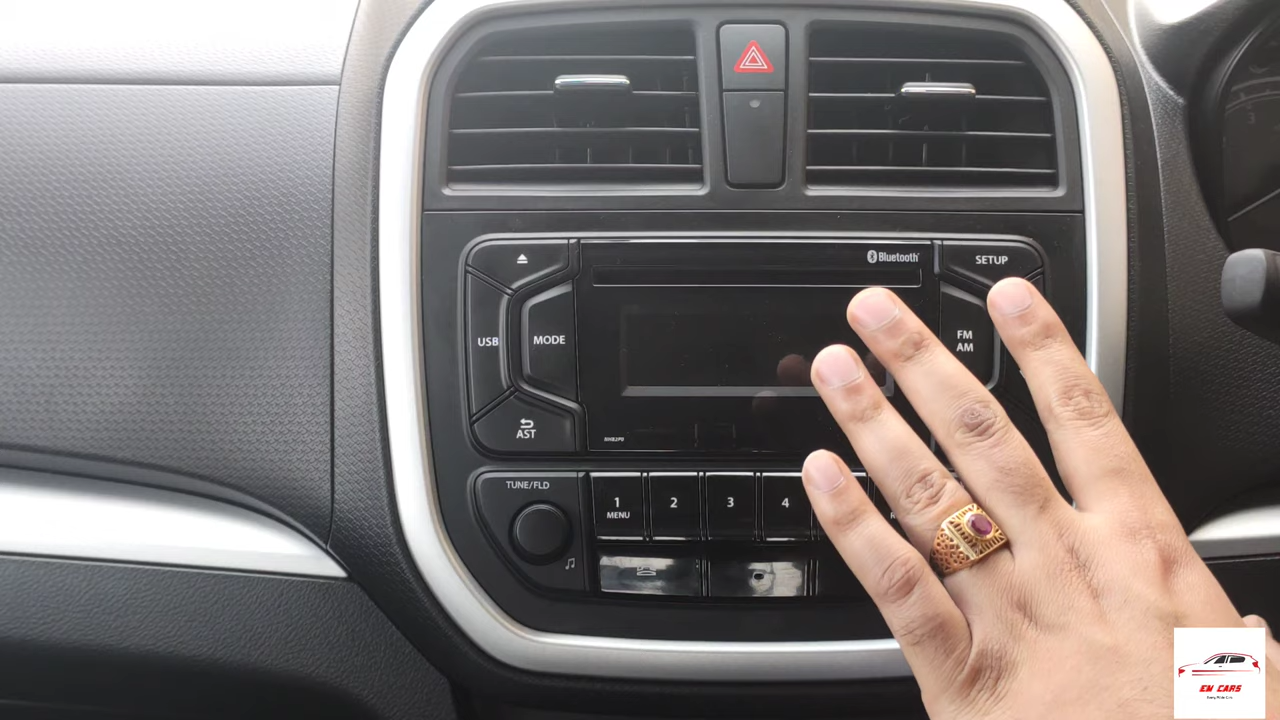 Bluetooth
SETUP
USB
MODE
FM
AM
AST
TUNE/FLD
1
MENU
2
3
4
EM CARS